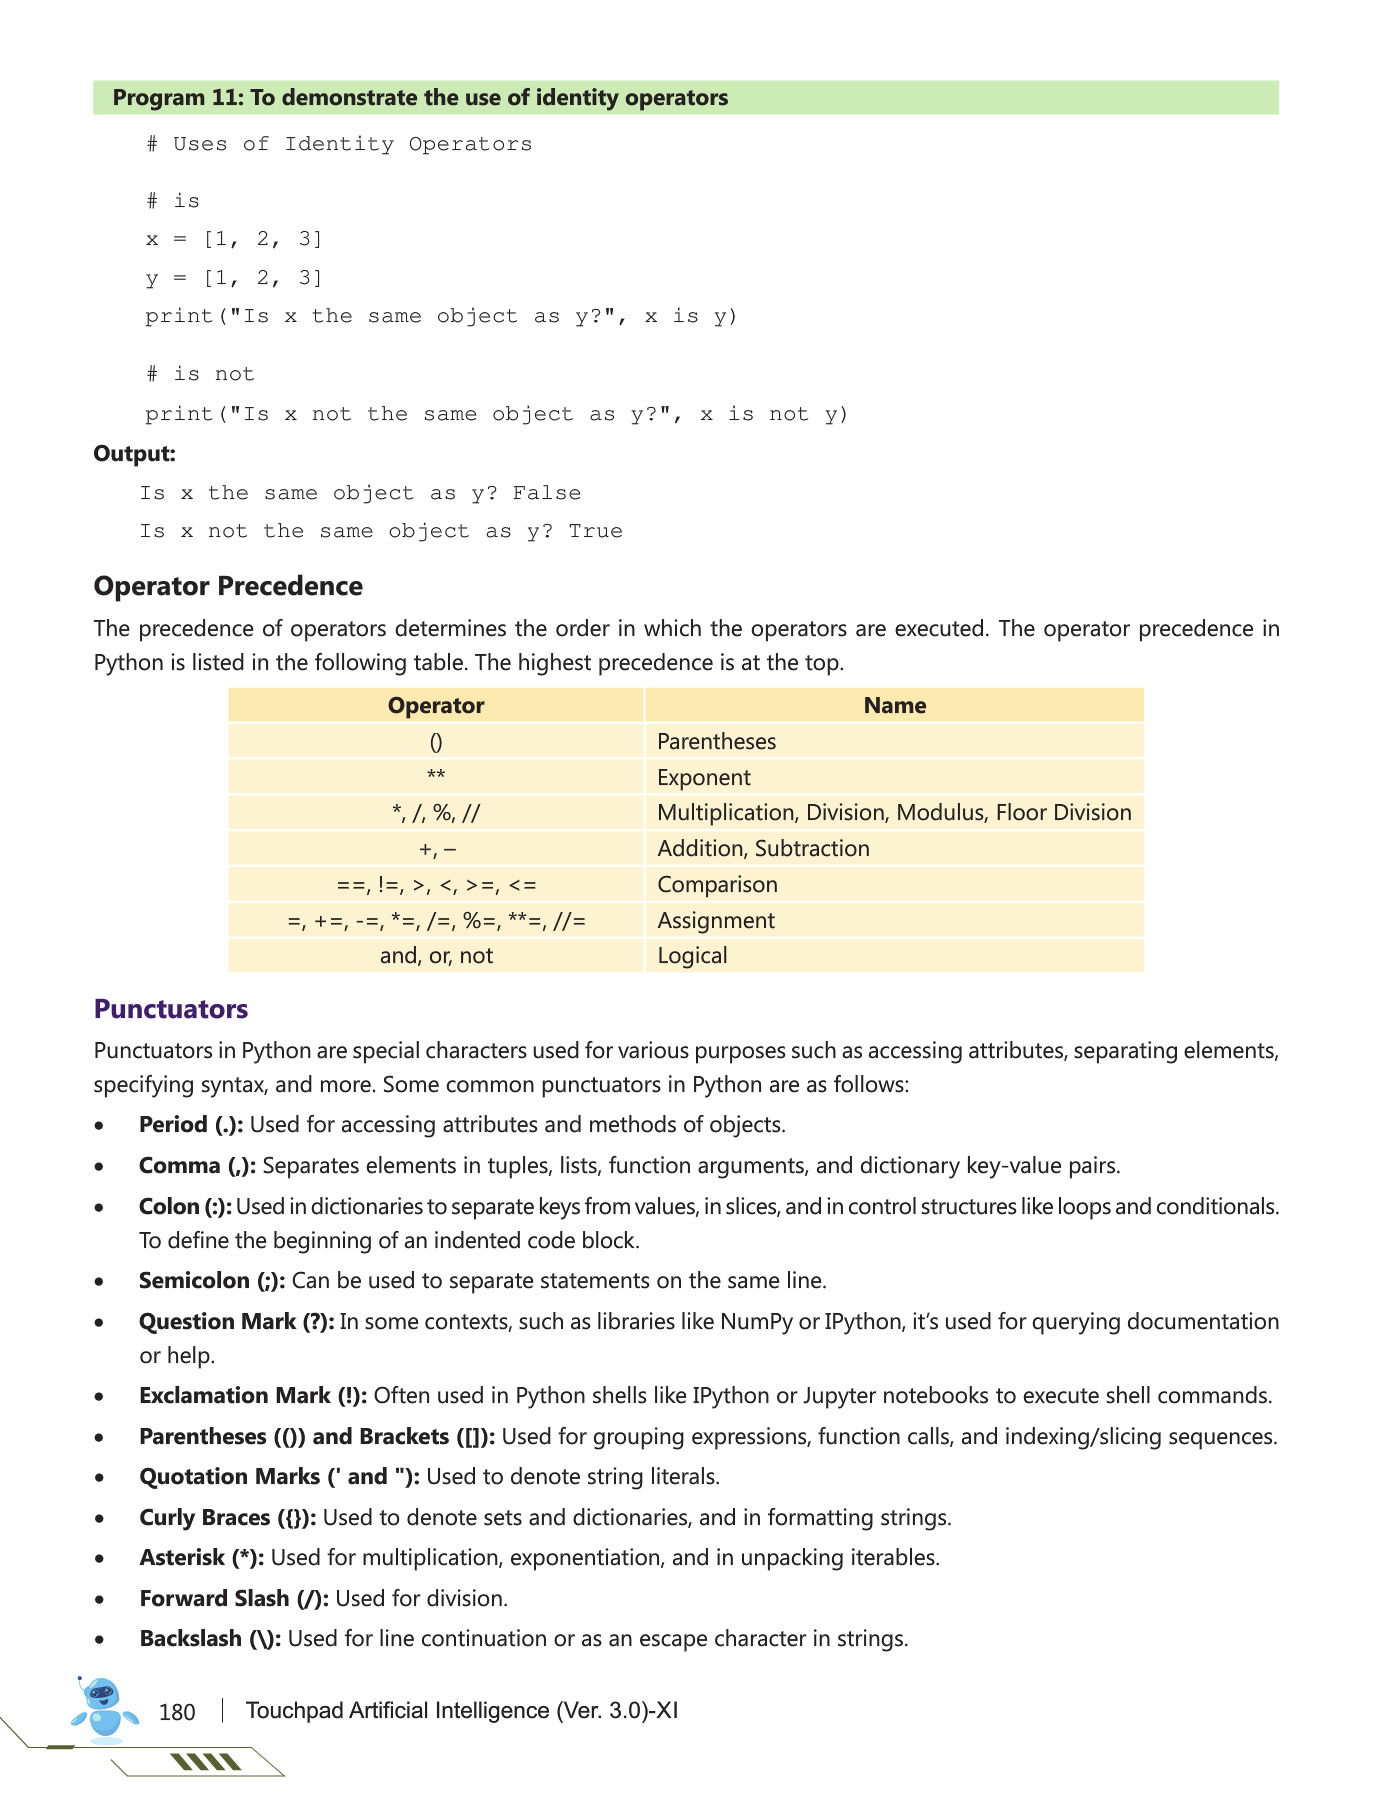 Program 11: To demonstrate the use of identity operators
# Uses of Identity Operators
# is
x = [1, 2, 3]
y = [1, 2, 3]
print("Is x the same object as y?", x is y)
# is not
print("Is x not the same object as y?", x is not y)
Output:
Is x the same object as y? False
Is x not the same object as y? True
Operator Precedence
The precedence of operators determines the order in which the operators are executed. The operator precedence in
Python is listed in the following table. The highest precedence is at the top.
Operator Name
() Parentheses
** Exponent
*, /, %, // Multiplication, Division, Modulus, Floor Division
+, – Addition, Subtraction
==, !=, >, <, >=, <= Comparison
=, +=, -=, *=, /=, %=, **=, //= Assignment
and, or, not Logical
Punctuators
Punctuators in Python are special characters used for various purposes such as accessing attributes, separating elements,
specifying syntax, and more. Some common punctuators in Python are as follows:
• Period (.): Used for accessing attributes and methods of objects.
• Comma (,): Separates elements in tuples, lists, function arguments, and dictionary key-value pairs.
• Colon (:): Used in dictionaries to separate keys from values, in slices, and in control structures like loops and conditionals.
To define the beginning of an indented code block.
• Semicolon (;): Can be used to separate statements on the same line.
• Question Mark (?): In some contexts, such as libraries like NumPy or IPython, it’s used for querying documentation
or help.
• Exclamation Mark (!): Often used in Python shells like IPython or Jupyter notebooks to execute shell commands.
• Parentheses (()) and Brackets ([]): Used for grouping expressions, function calls, and indexing/slicing sequences.
• Quotation Marks (' and "): Used to denote string literals.
• Curly Braces ({}): Used to denote sets and dictionaries, and in formatting strings.
• Asterisk (*): Used for multiplication, exponentiation, and in unpacking iterables.
• Forward Slash (/): Used for division.
• Backslash (\): Used for line continuation or as an escape character in strings.
180 Touchpad Artificial Intelligence (Ver. 3.0)-XI